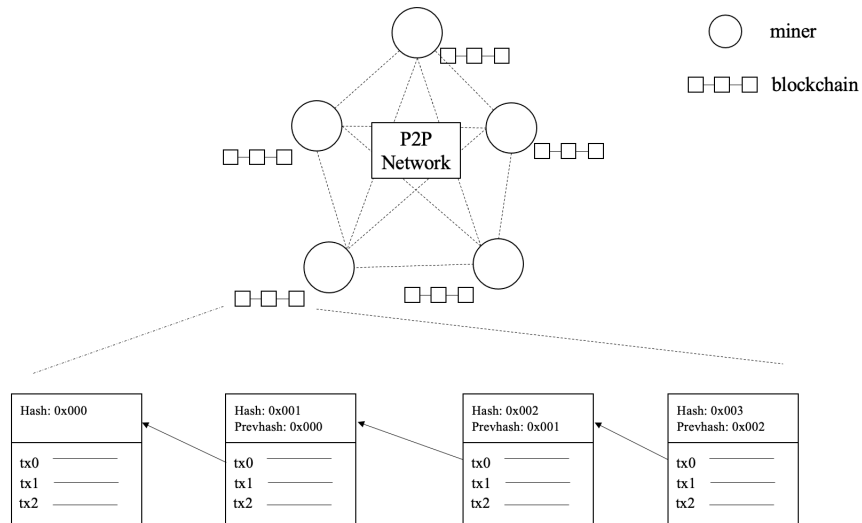 miner
blockchain
P2P
Network
Hash: 0x000
tx0
tx1
tx2
Hash: 0x001
Prevhash: 0x000
tx0
tx1
tx2
Hash: 0x002
Prevhash: 0x001
tx0
tx1
tx2
Hash: 0x003
Prevhash: 0x002
tx0
tx1
tx2